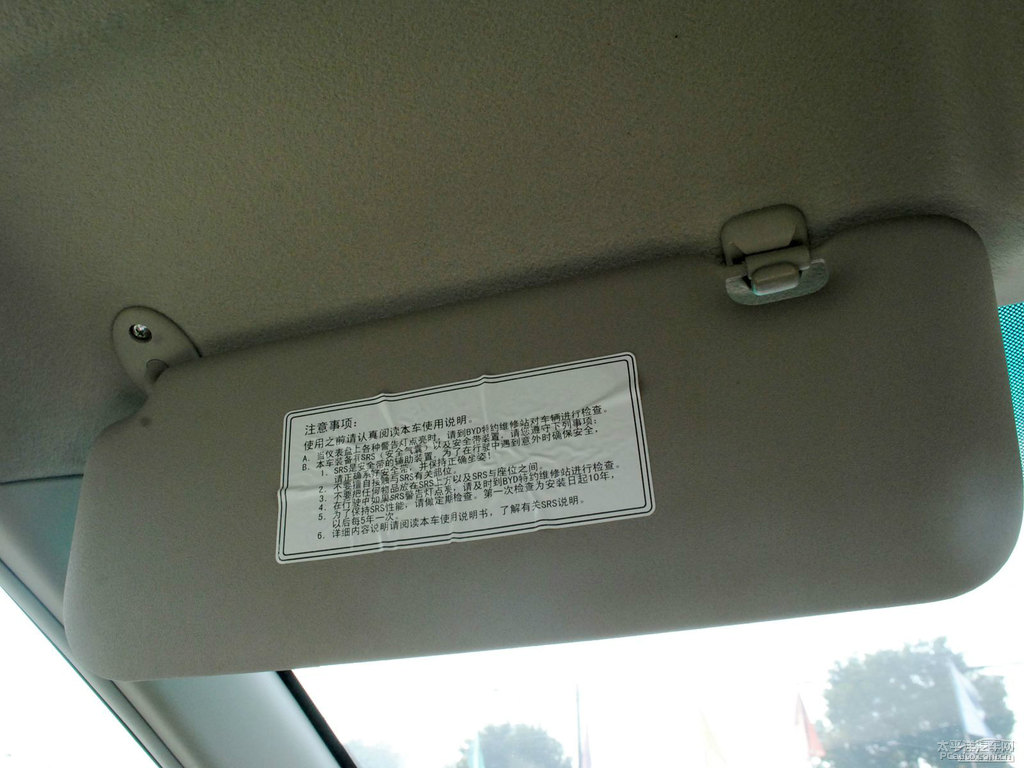 注意事项:
使用之前请认真阅读本车使用说明。
A. 当仪表盘上各种警告灯点亮时，请到BYD特约维修站对车辆进行检查。
B. 本车装备有SRS（安全气囊）以及安全带装置，请您遵守下列事项:
1. SRS是安全带的辅助装置，为了在行驶中遇到意外时确保安全，
请正确系好安全带，并保持正确坐姿!
2. 不要擅自接触与SRS有关部位。
3. 不要把任何物品放在SRS上方以及SRS与座位之间。
4. 在行驶中如果SRS警告灯点亮，请及时到BYD特约维修站进行检查。
5. 为了保持SRS性能，请做定期检查。第一次检查为安装日起10年，
以后每5年一次。
6. 详细内容说明请阅读本车使用说明书，了解有关SRS说明。
太平洋汽车网
PCauto.com.cn